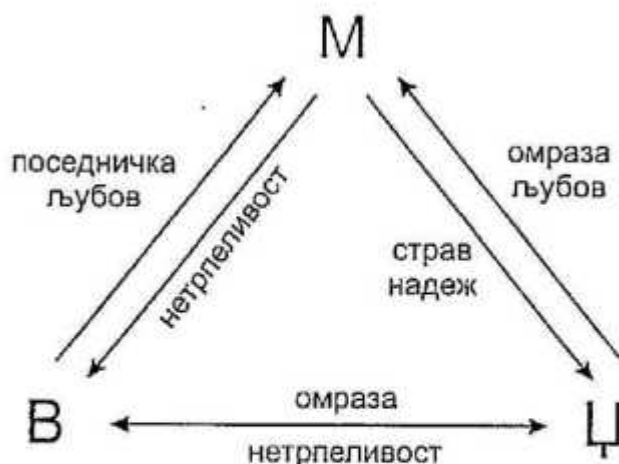 М
поседничка
љубов
нетрпеливост
омраза
љубов
страв
надеж
В
омраза
нетрпеливост
Џ